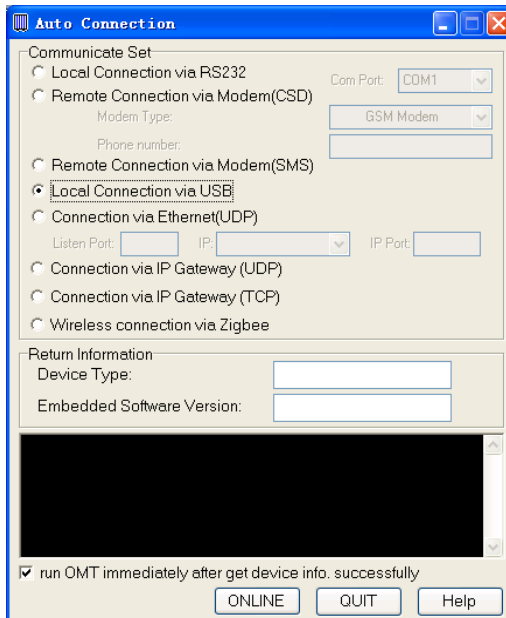 Auto Connection
Communicate Set
Local Connection via RS232
Com Port: COM1
Remote Connection via Modem(CSD)
Modem Type: GSM Modem
Phone number:
Remote Connection via Modem(SMS)
Local Connection via USB
Connection via Ethernet(UDP)
Listen Port: IP: IP Port:
Connection via IP Gateway (UDP)
Connection via IP Gateway (TCP)
Wireless connection via Zigbee
Return Information
Device Type:
Embedded Software Version:
run OMT immediately after get device info. successfully
ONLINE QUIT Help